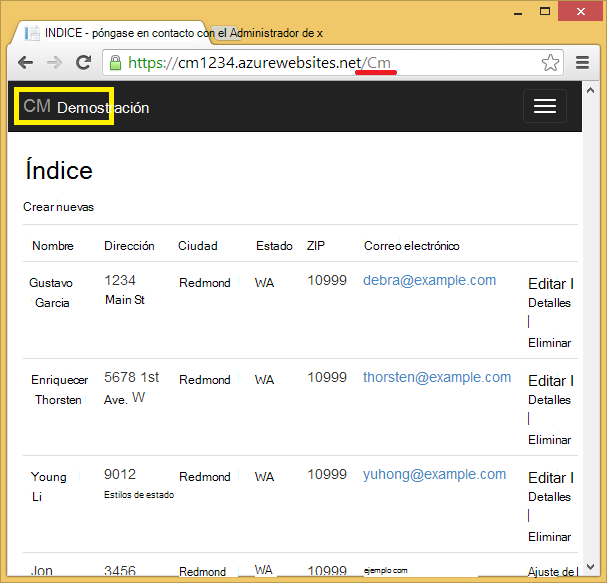 INDICE - póngase en contacto con el Administrador de x
https://cm1234.azurewebsites.net/Cm
CM Demostración
Índice
Crear nuevas
Nombre Dirección Ciudad Estado ZIP Correo electrónico
Gustavo García 1234 Main St Redmond WA 10999 debra@example.com Editar I
Detalles
|
Eliminar
Enriquecer Thorsten 5678 1st Ave. W Redmond WA 10999 thorsten@example.com Editar I
Detalles
|
Eliminar
Young Li 9012 Estilos de estado Redmond WA 10999 yuhong@example.com Editar I
Detalles
|
Eliminar
Jon 3456 Redmond WA 10999 ejemplo com Ajuste de l